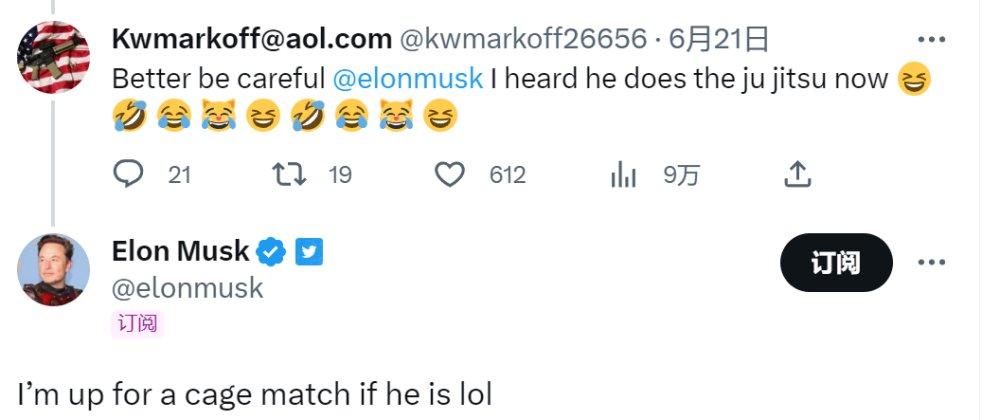 Kwmarkoff@aol.com @kwmarkoff26656 · 6月21日
Better be careful @elonmusk I heard he does the ju jitsu now 😆
🤣😂😹😆🤣😂😹😆
21 19 612 9万
Elon Musk
订阅
@elonmusk
订阅
I’m up for a cage match if he is lol